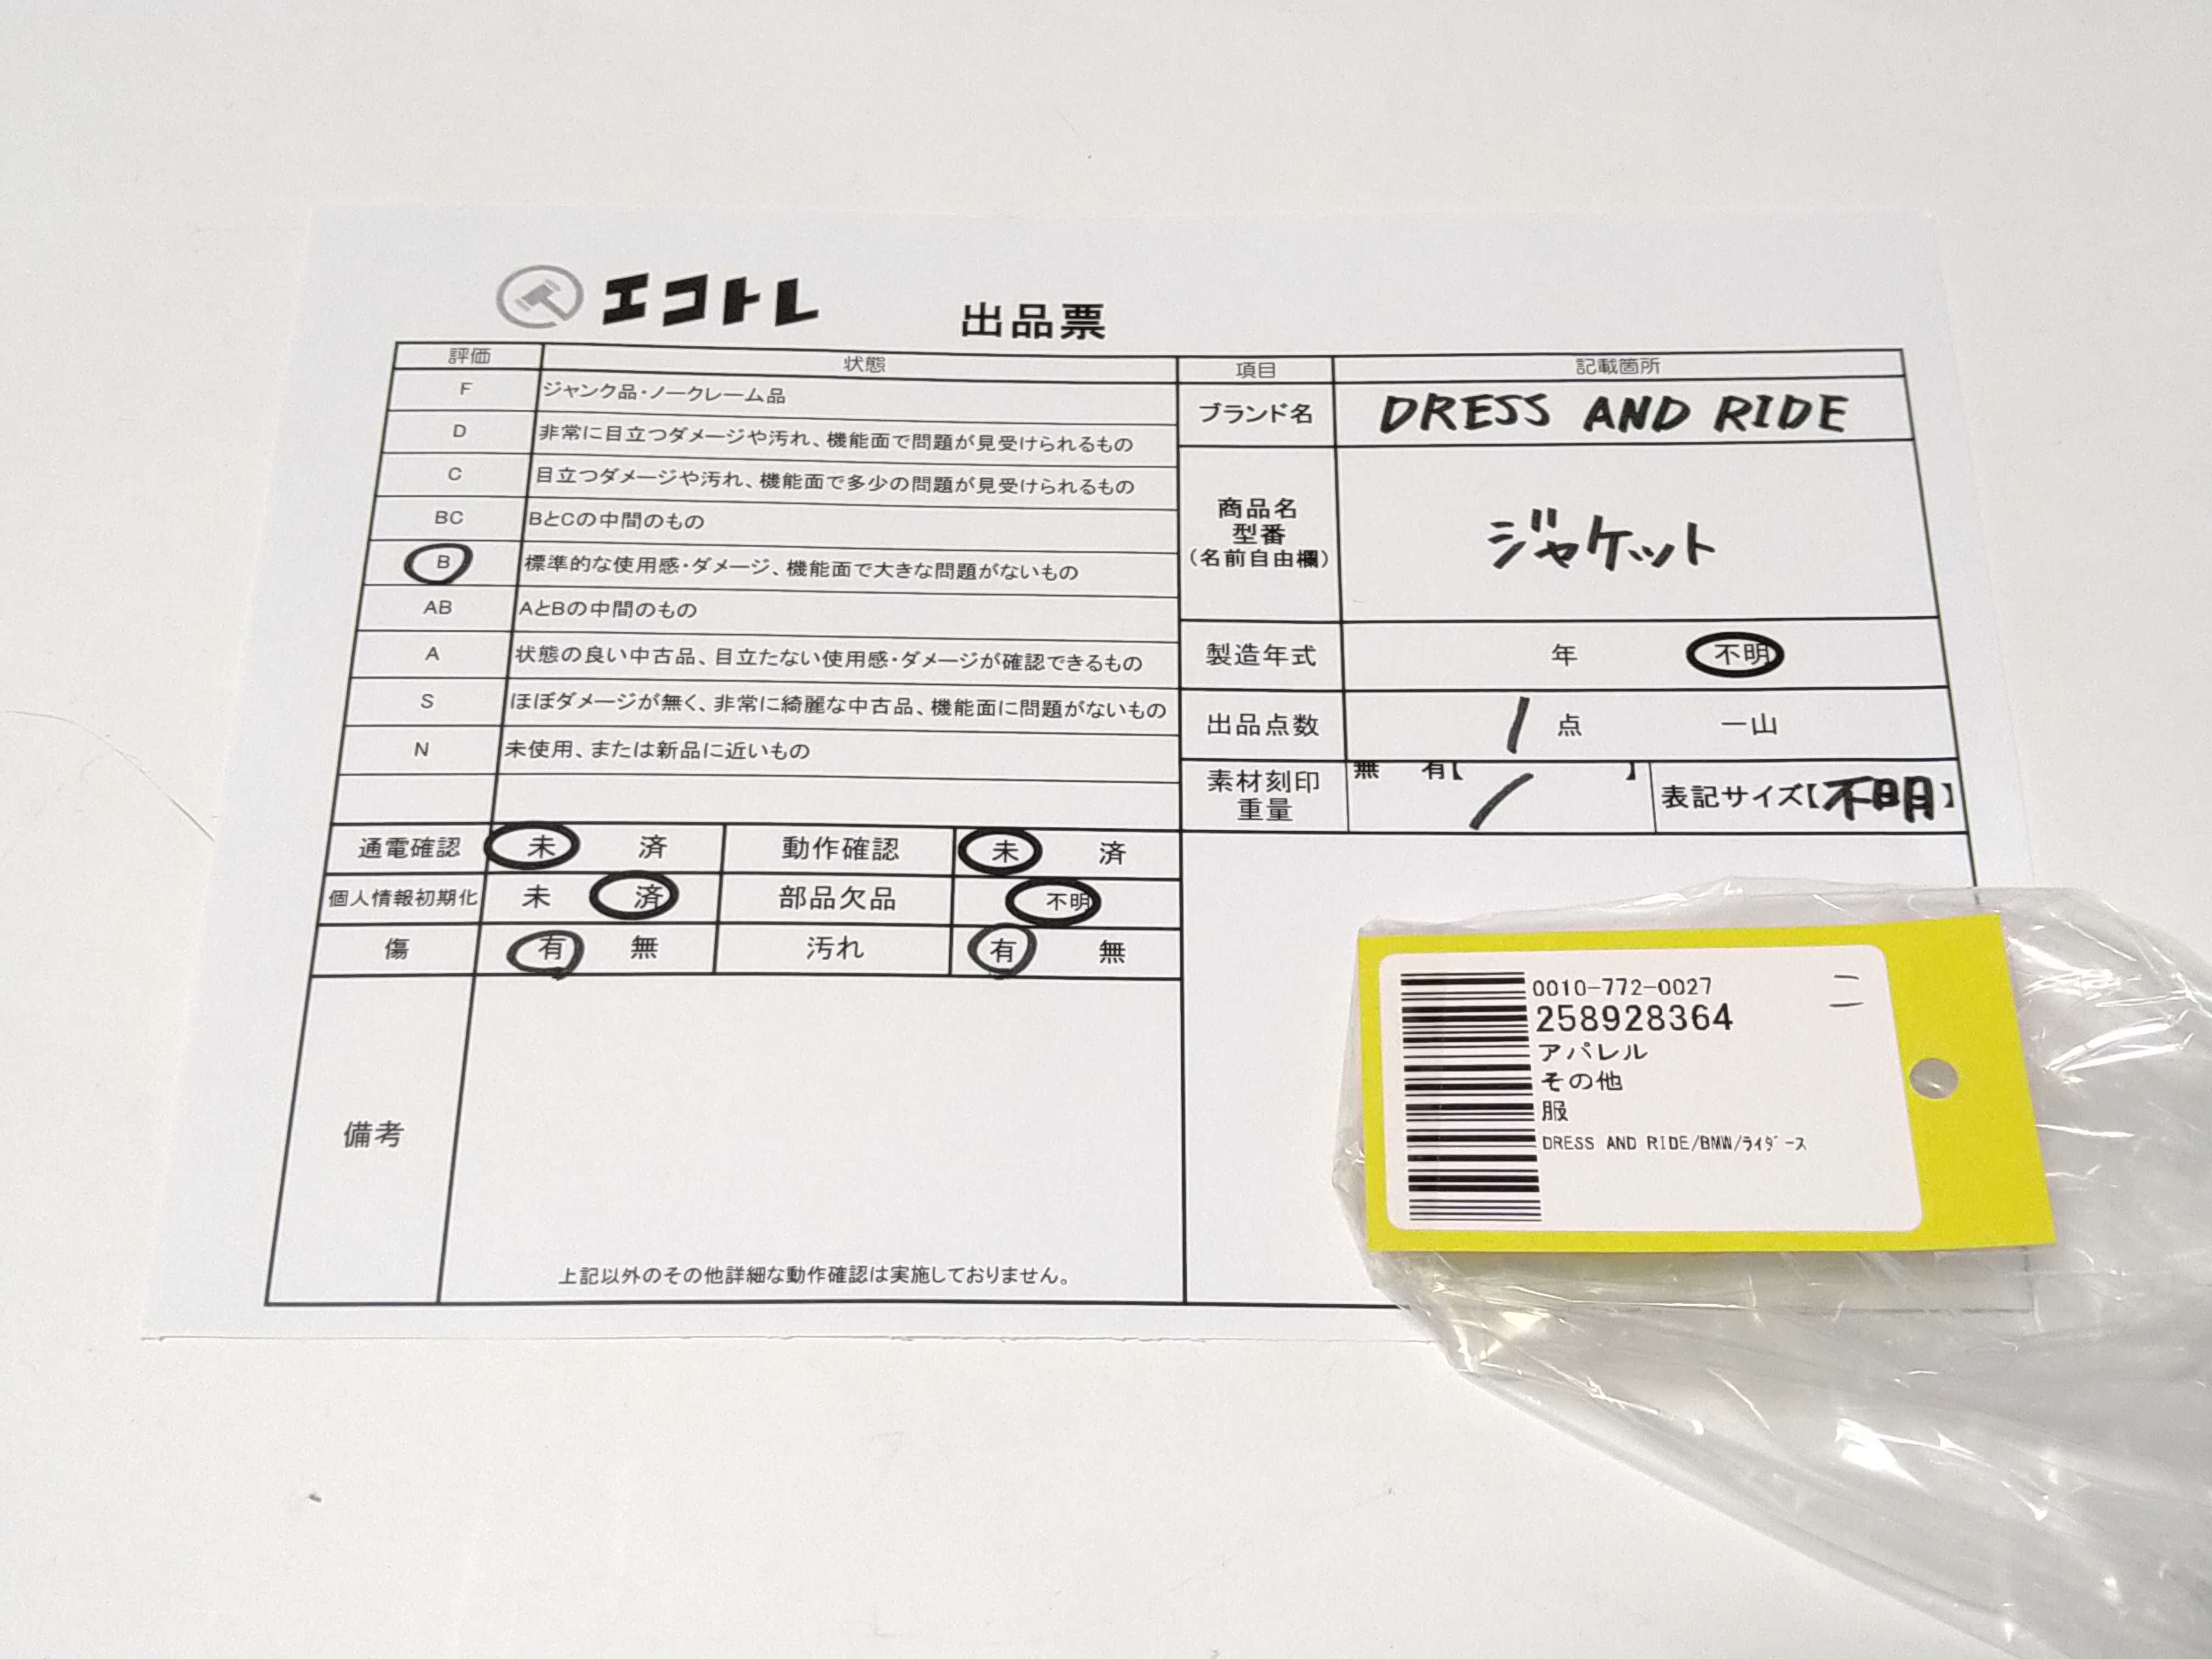 エコトレ 出品票
評価 状態
F ジャンク品・ノークレーム品
D 非常に目立つダメージや汚れ、機能面で問題が見受けられるもの
C 目立つダメージや汚れ、機能面で多少の問題が見受けられるもの
BC BとCの中間のもの
B 標準的な使用感・ダメージ、機能面で大きな問題がないもの
AB AとBの中間のもの
A 状態の良い中古品、目立たない使用感・ダメージが確認できるもの
S ほぼダメージが無く、非常に綺麗な中古品、機能面に問題がないもの
N 未使用、または新品に近いもの
通電確認 未 済 動作確認 未 済
個人情報初期化 未 済 部品欠品 不明
傷 有 無 汚れ 有 無
備考
上記以外のその他詳細な動作確認は実施しておりません。
項目 記載箇所
ブランド名 DRESS AND RIDE
商品名
型番
(名前自由欄)
ジャケット
製造年式 年 不明
出品点数 1 点 一山
素材刻印
重量
無 有【 】
表記サイズ【不明】
0010-772-0027
258928364
アパレル
その他
服
DRESS AND RIDE/BMW/ﾗｲﾀﾞｰｽ
二